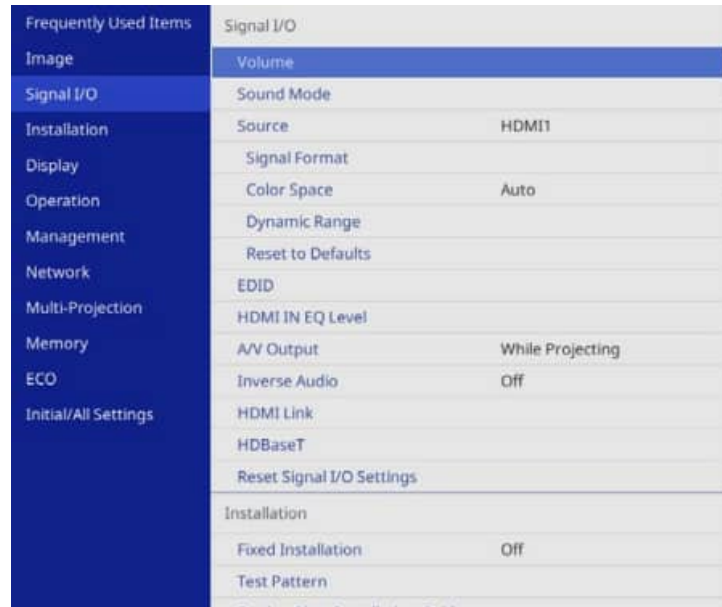 Frequently Used Items
Image
Signal I/O
Installation
Display
Operation
Management
Network
Multi-Projection
Memory
ECO
Initial/All Settings
Signal I/O
Volume
Sound Mode
Source HDMI1
Signal Format
Color Space Auto
Dynamic Range
Reset to Defaults
EDID
HDMI IN EQ Level
A/V Output While Projecting
Inverse Audio Off
HDMI Link
HDBaseT
Reset Signal I/O Settings
Installation
Fixed Installation Off
Test Pattern